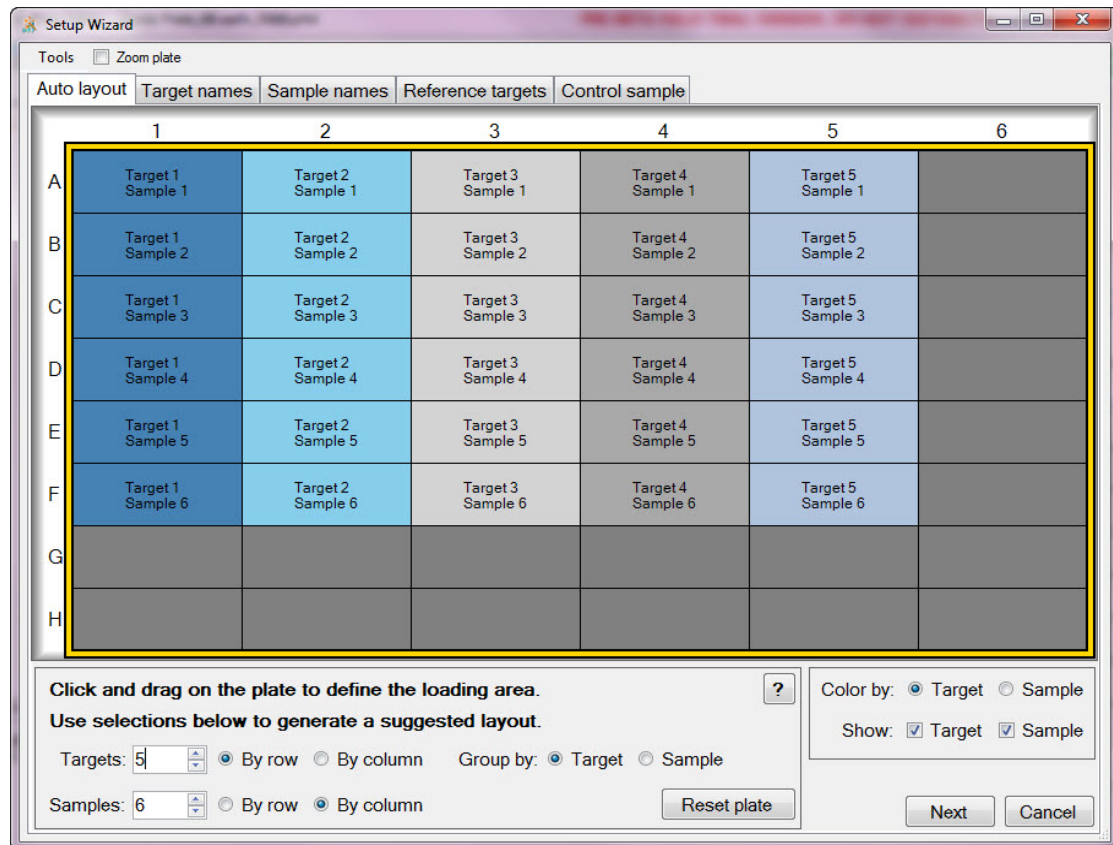 Setup Wizard
Tools Zoom plate
Auto layout Target names Sample names Reference targets Control sample
1 2 3 4 5 6
A
Target 1 Target 2 Target 3 Target 4 Target 5
Sample 1 Sample 1 Sample 1 Sample 1 Sample 1
B
Target 1 Target 2 Target 3 Target 4 Target 5
Sample 2 Sample 2 Sample 2 Sample 2 Sample 2
C
Target 1 Target 2 Target 3 Target 4 Target 5
Sample 3 Sample 3 Sample 3 Sample 3 Sample 3
D
Target 1 Target 2 Target 3 Target 4 Target 5
Sample 4 Sample 4 Sample 4 Sample 4 Sample 4
E
Target 1 Target 2 Target 3 Target 4 Target 5
Sample 5 Sample 5 Sample 5 Sample 5 Sample 5
F
Target 1 Target 2 Target 3 Target 4 Target 5
Sample 6 Sample 6 Sample 6 Sample 6 Sample 6
G
H
Click and drag on the plate to define the loading area. ?
Use selections below to generate a suggested layout.
Targets: 5 By row By column Group by: Target Sample
Samples: 6 By row By column Reset plate
Color by: Target Sample
Show: Target Sample
Next Cancel